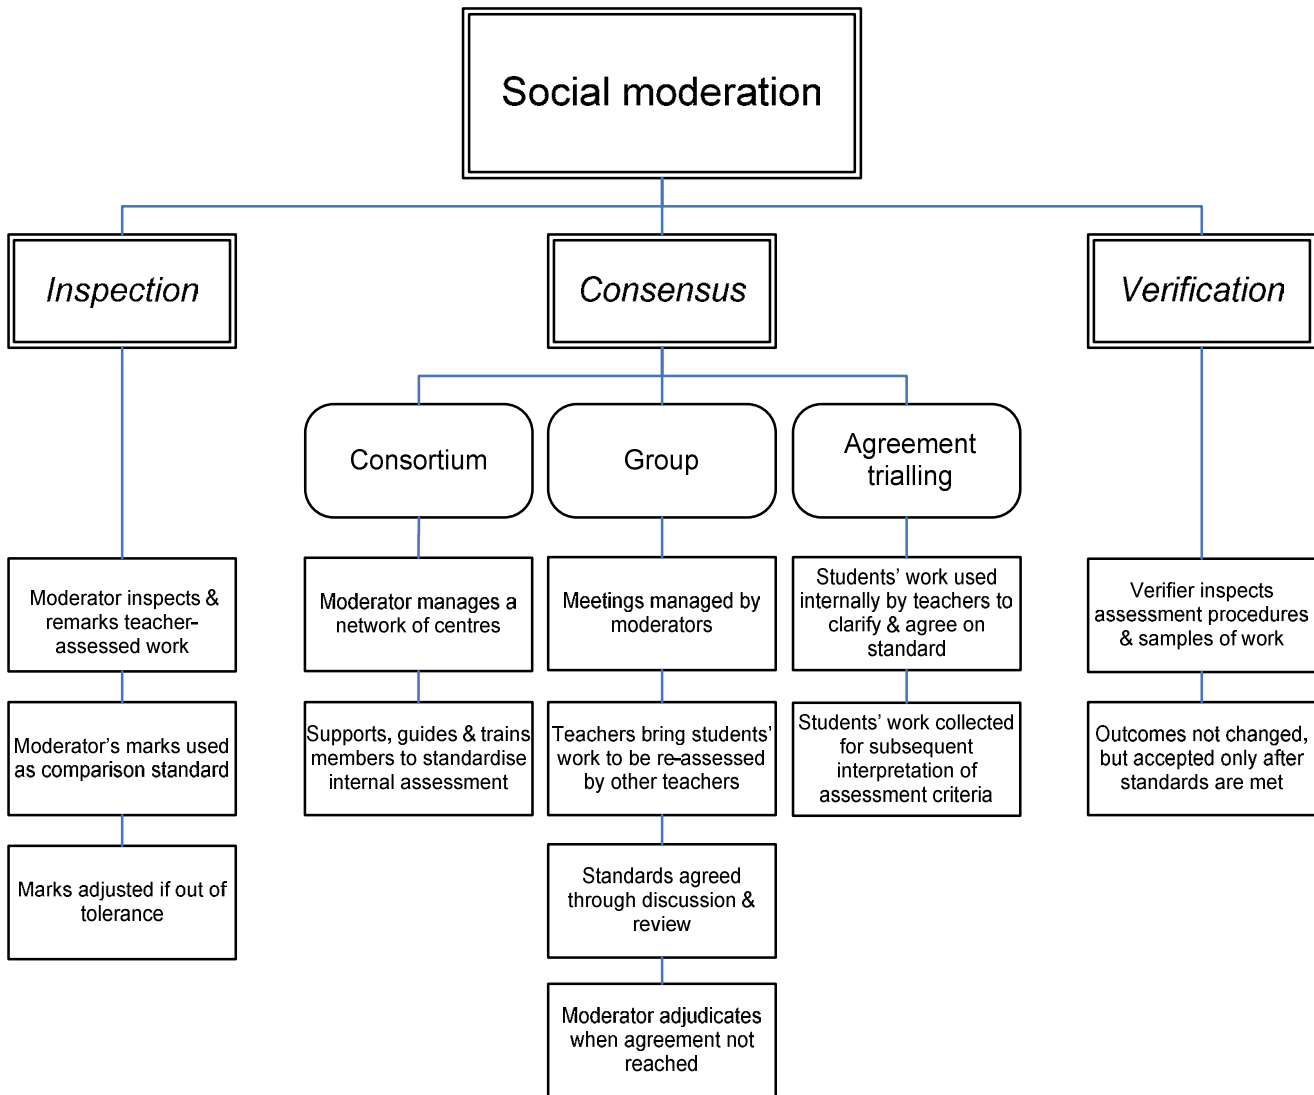 Social moderation
Inspection
Consensus
Verification
Consortium
Group
Agreement
trialling
Moderator inspects &
remarks teacher-
assessed work
Moderator’s marks used
as comparison standard
Marks adjusted if out of
tolerance
Moderator manages a
network of centres
Supports, guides & trains
members to standardise
internal assessment
Meetings managed by
moderators
Teachers bring students’
work to be re-assessed
by other teachers
Standards agreed
through discussion &
review
Moderator adjudicates
when agreement not
reached
Students’ work used
internally by teachers to
clarify & agree on
standard
Students’ work collected
for subsequent
interpretation of
assessment criteria
Verifier inspects
assessment procedures
& samples of work
Outcomes not changed,
but accepted only after
standards are met